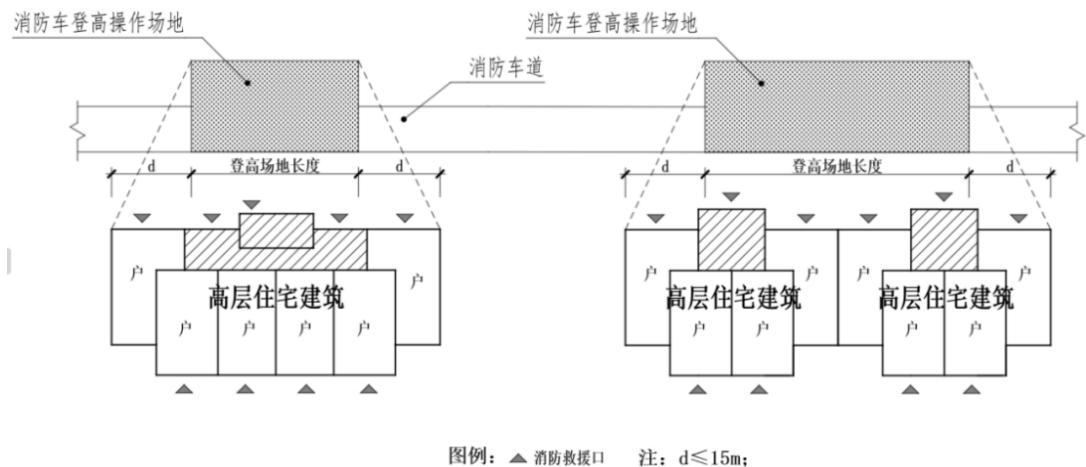 消防车登高操作场地
消防车登高操作场地
消防车道
d
登高场地长度
d
d
登高场地长度
d
户
户
户
户
高层住宅建筑
高层住宅建筑
高层住宅建筑
户
户
户
户
户
户
户
户
图例: 消防救援口 注: d≤15m;